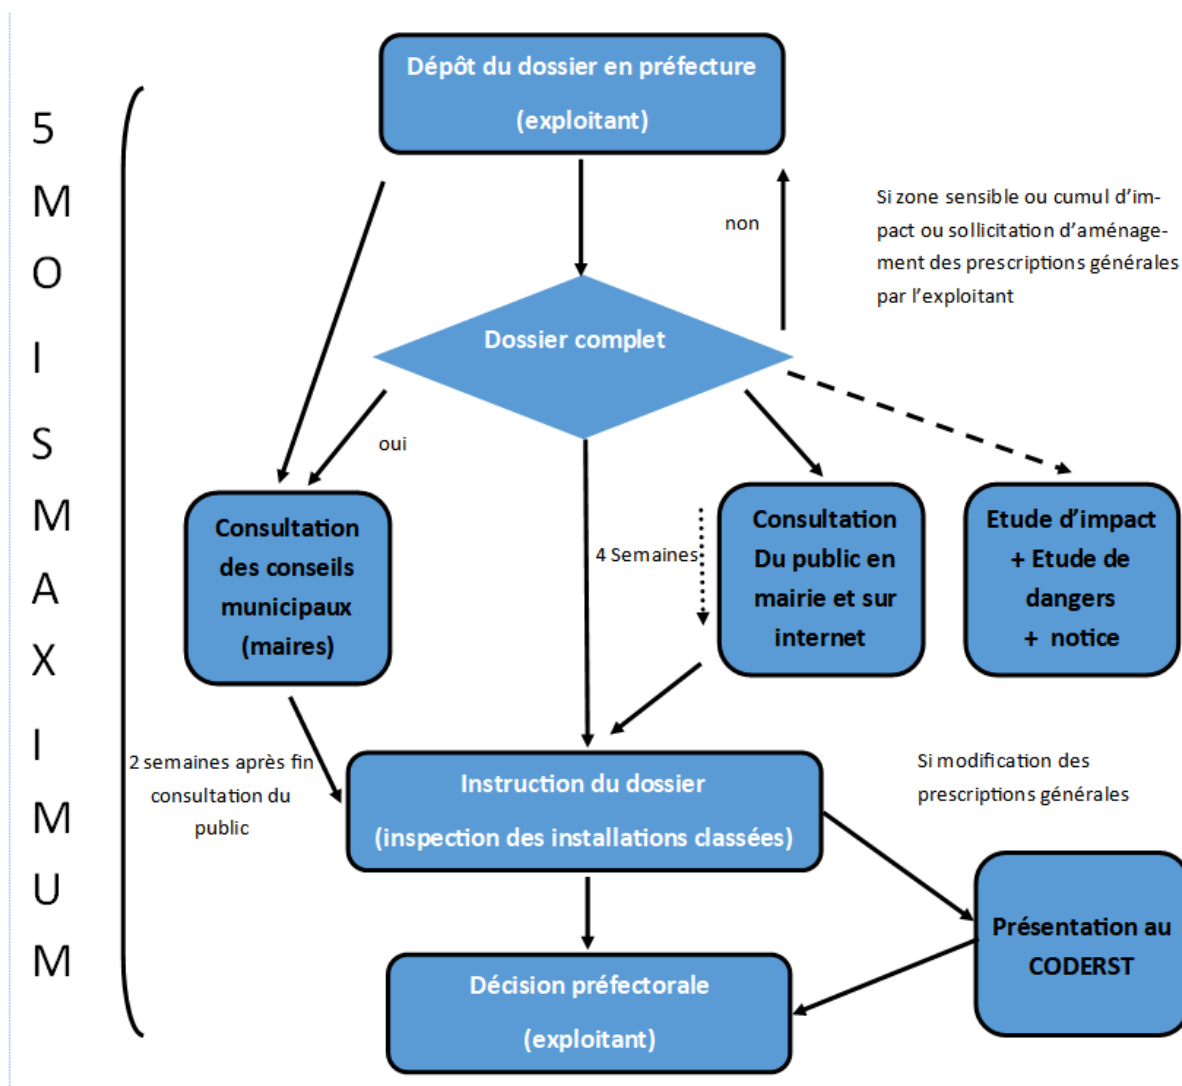 5
M
O
I
S
M
A
X
I
M
U
M
Dépôt du dossier en préfecture
(exploitant)
non
Si zone sensible ou cumul d'im-
pact ou sollicitation d'aménage-
ment des prescriptions générales
par l'exploitant
Dossier complet
oui
Consultation
des conseils
municipaux
(maires)
4 Semaines
Consultation
Du public en
mairie et sur
internet
Etude d'impact
+ Etude de
dangers
+ notice
2 semaines après fin
consultation du
public
Instruction du dossier
(inspection des installations classées)
Si modification des
prescriptions générales
Présentation au
CODERST
Décision préfectorale
(exploitant)